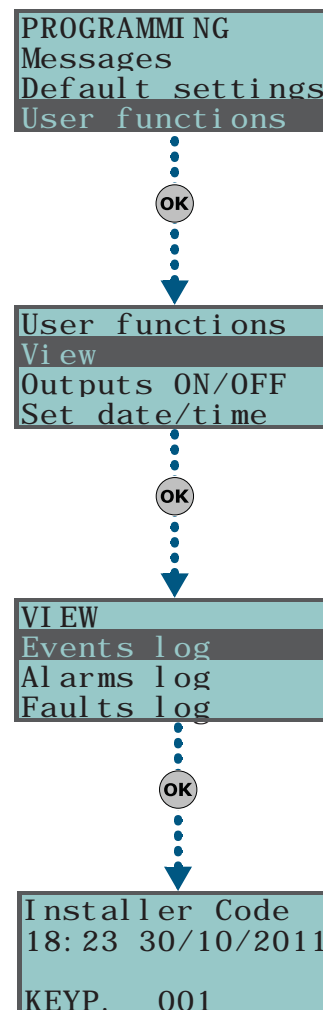 PROGRAMMING
Messages
Default settings
User functions
OK
User functions
View
Outputs ON/OFF
Set date/time
OK
VIEW
Events log
Alarms log
Faults log
OK
Installer Code
18:23 30/10/2011
KEYP. 001